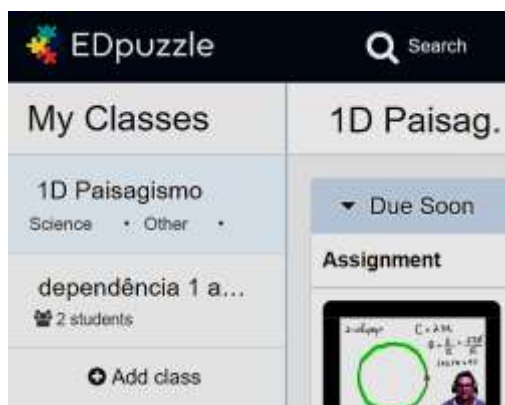 EDpuzzle
Search
My Classes
1D Paisagismo
Science • Other •
dependência 1 a...
2 students
Add class
1D Paisag.
Due Soon
Assignment